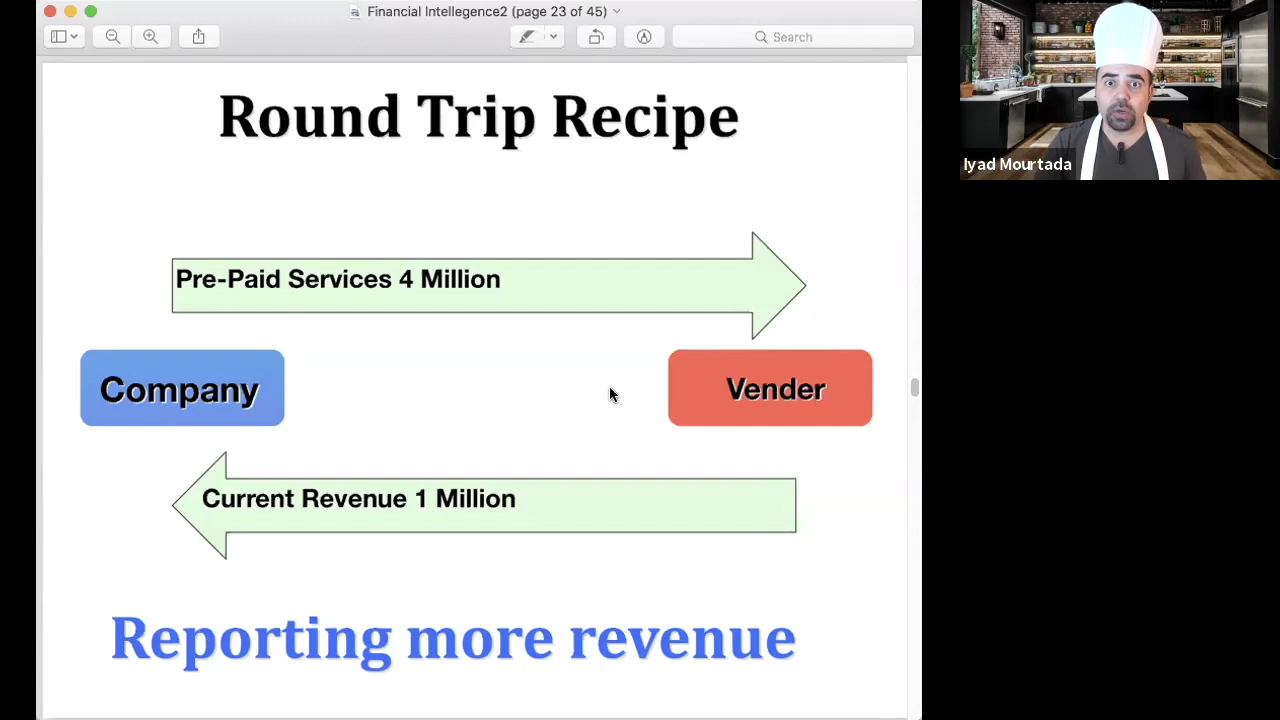 Financial Intellegence2 (page 23 of 45)
Search
Round Trip Recipe
Pre-Paid Services 4 Million
Company
Vender
Current Revenue 1 Million
Reporting more revenue
Iyad Mourtada